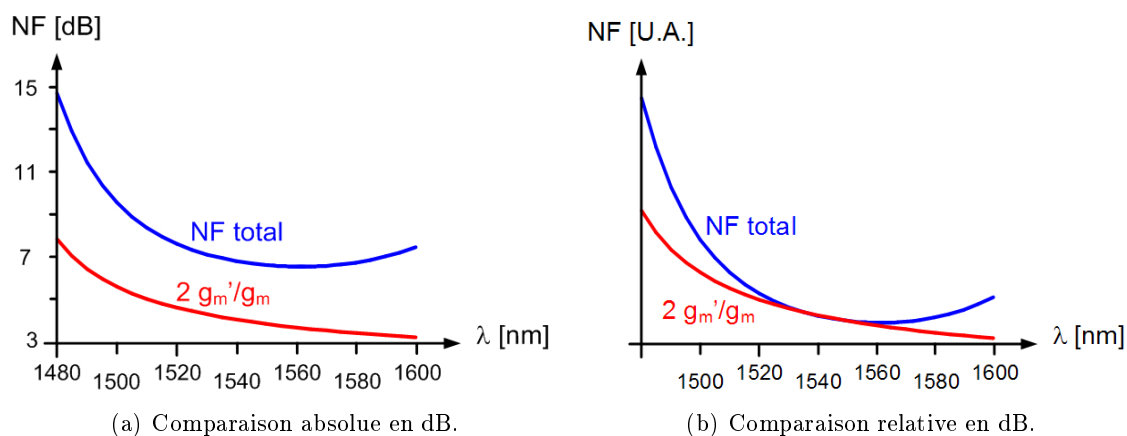 NF [dB]
15
11
7
3
NF total
2 gm'/gm
λ [nm]
1480 1500 1520 1540 1560 1580 1600
(a) Comparaison absolue en dB.
NF [U.A.]
NF total
2 gm'/gm
λ [nm]
1500 1520 1540 1560 1580 1600
(b) Comparaison relative en dB.